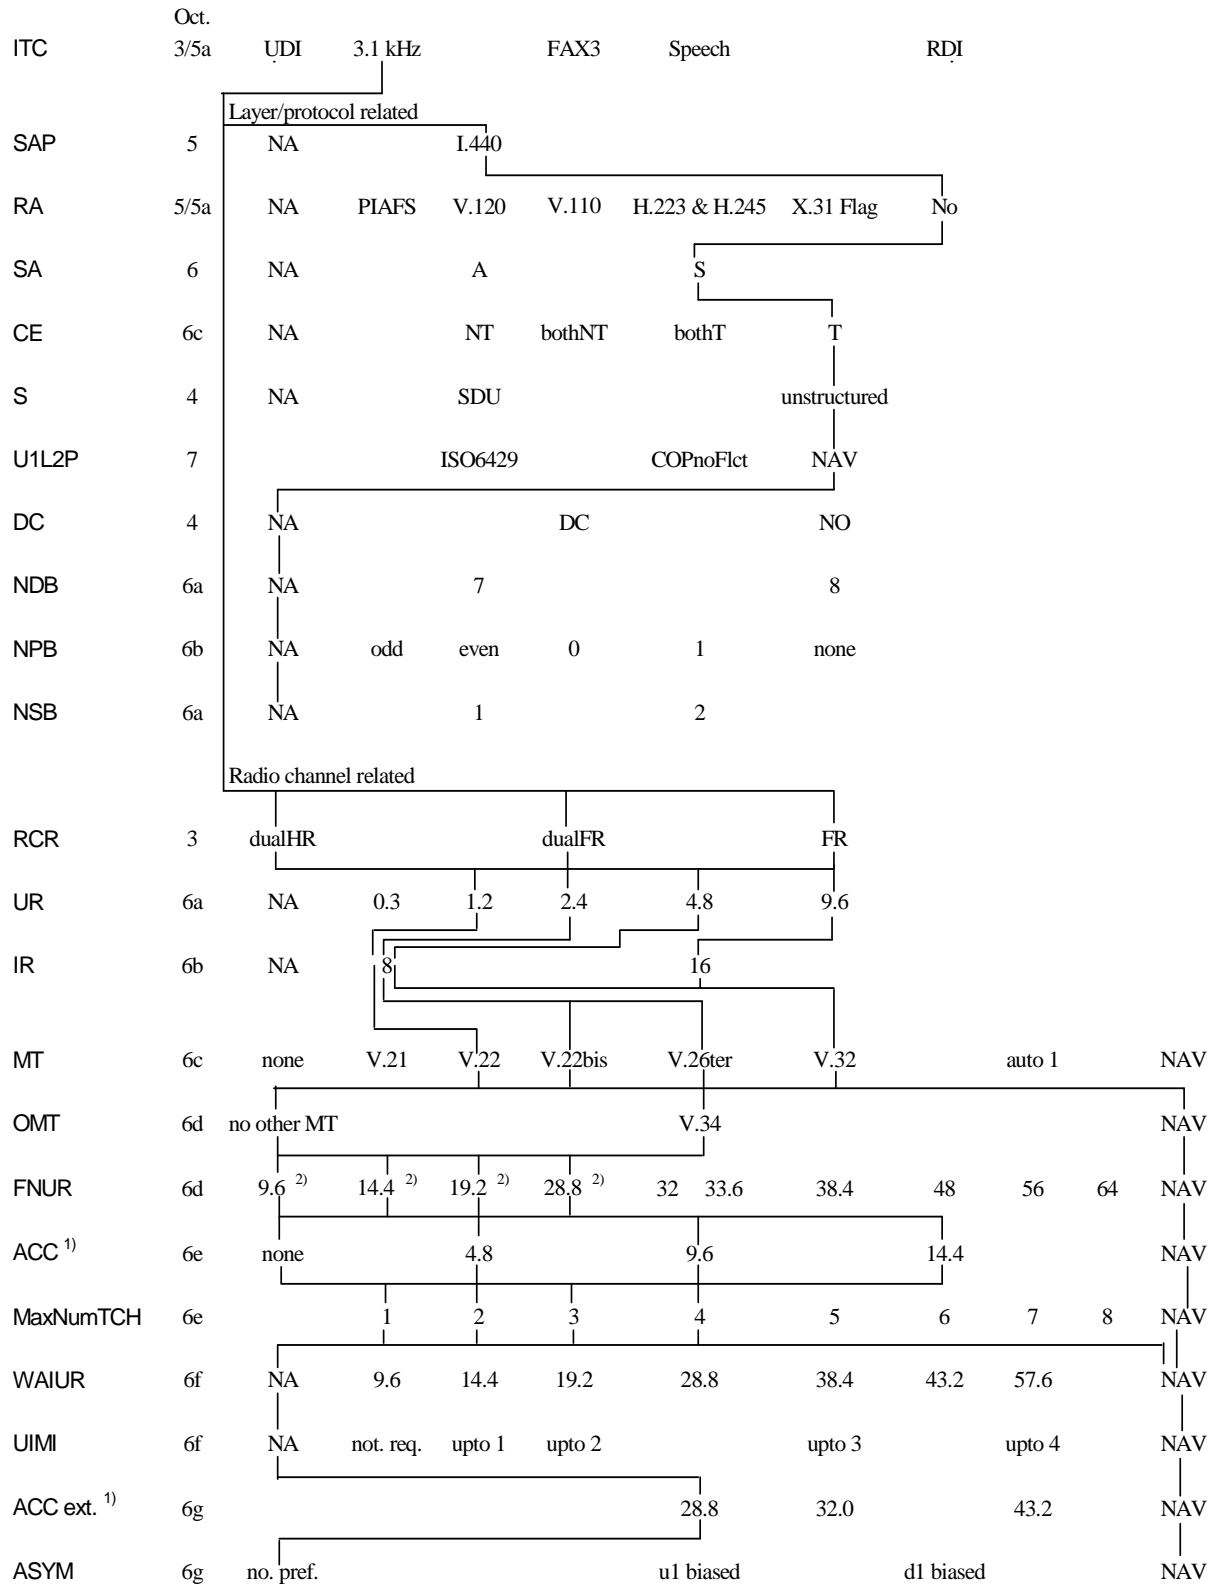 Oct.
ITC 3/5a UDI 3.1 kHz FAX3 Speech RDI
Layer/protocol related
SAP 5 NA I.440
RA 5/5a NA PIAFS V.120 V.110 H.223 & H.245 X.31 Flag No
SA 6 NA A S
CE 6c NA NT bothNT bothT T
S 4 NA SDU unstructured
U1L2P 7 ISO6429 COPnoFlct NAV
DC 4 NA DC NO
NDB 6a NA 7 8
NPB 6b NA odd even 0 1 none
NSB 6a NA 1 2
Radio channel related
RCR 3 dualHR dualFR FR
UR 6a NA 0.3 1.2 2.4 4.8 9.6
IR 6b NA 8 16
MT 6c none V.21 V.22 V.22bis V.26ter V.32 auto 1 NAV
OMT 6d no other MT V.34 NAV
FNUR 6d 9.6 2) 14.4 2) 19.2 2) 28.8 2) 32 33.6 38.4 48 56 64 NAV
ACC 1) 6e none 4.8 9.6 14.4 NAV
MaxNumTCH 6e 1 2 3 4 5 6 7 8 NAV
WAIUR 6f NA 9.6 14.4 19.2 28.8 38.4 43.2 57.6 NAV
UIMI 6f NA not. req. upto 1 upto 2 upto 3 upto 4 NAV
ACC ext. 1) 6g 28.8 32.0 43.2 NAV
ASYM 6g no. pref. u1 biased d1 biased NAV